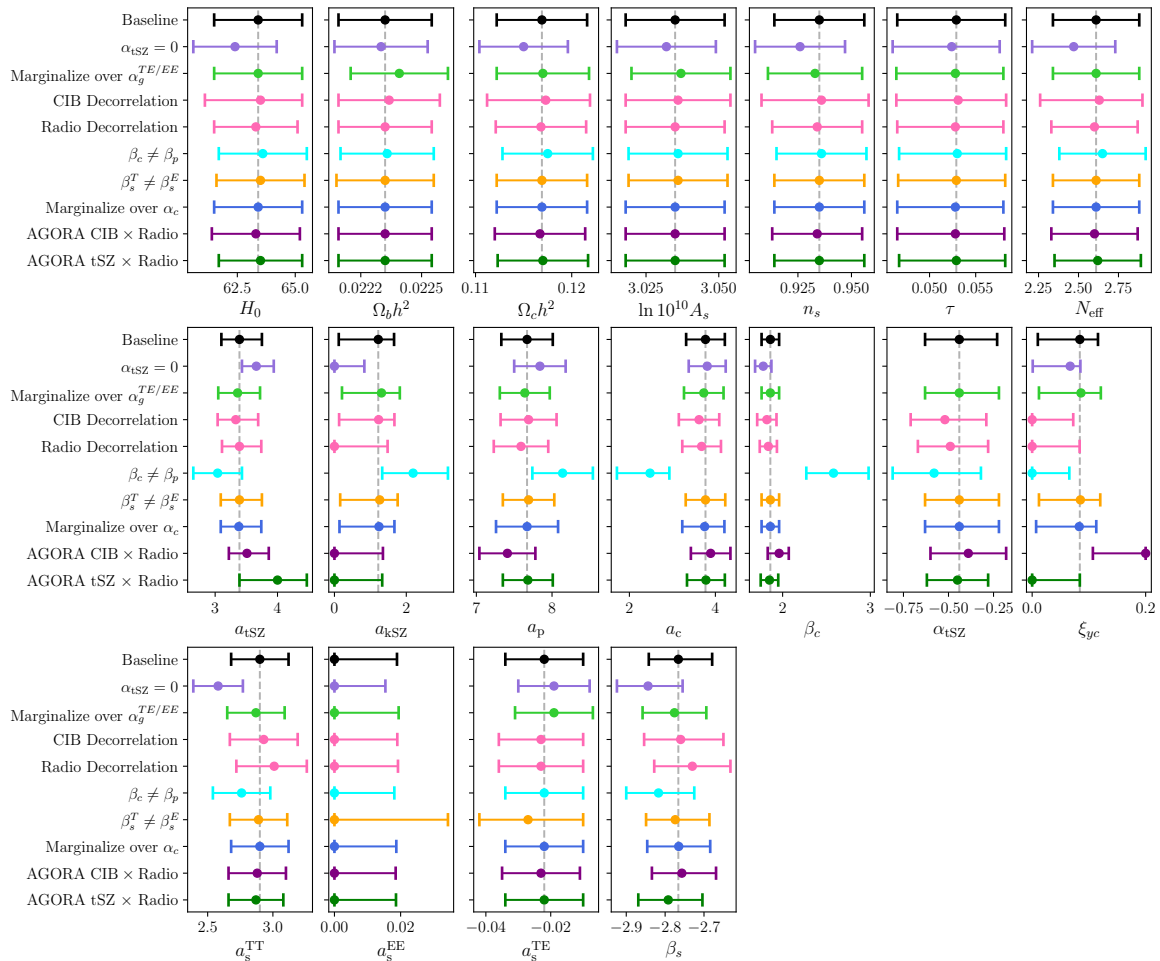 Baseline
α_tSZ = 0
Marginalize over α_g^{TE/EE}
CIB Decorrelation
Radio Decorrelation
β_c ≠ β_p
β_s^T ≠ β_s^E
Marginalize over α_c
AGORA CIB × Radio
AGORA tSZ × Radio
62.5 65.0 0.0222 0.0225 0.11 0.12 3.025 3.050 0.925 0.950 0.050 0.055 2.25 2.75
H_0 Ω_b h^2 Ω_c h^2 ln 10^{10} A_s n_s τ N_eff
Baseline
α_tSZ = 0
Marginalize over α_g^{TE/EE}
CIB Decorrelation
Radio Decorrelation
β_c ≠ β_p
β_s^T ≠ β_s^E
Marginalize over α_c
AGORA CIB × Radio
AGORA tSZ × Radio
3 4 0 2 7 8 2 4 2 3 −0.75 −0.50 −0.25 0.0 0.2
a_tSZ a_kSZ a_p a_c β_c α_tSZ ξ_yc
Baseline
α_tSZ = 0
Marginalize over α_g^{TE/EE}
CIB Decorrelation
Radio Decorrelation
β_c ≠ β_p
β_s^T ≠ β_s^E
Marginalize over α_c
AGORA CIB × Radio
AGORA tSZ × Radio
2.5 3.0 0.00 0.02 −0.04 −0.02 −2.9 −2.8 −2.7
a_s^TT a_s^EE a_s^TE β_s